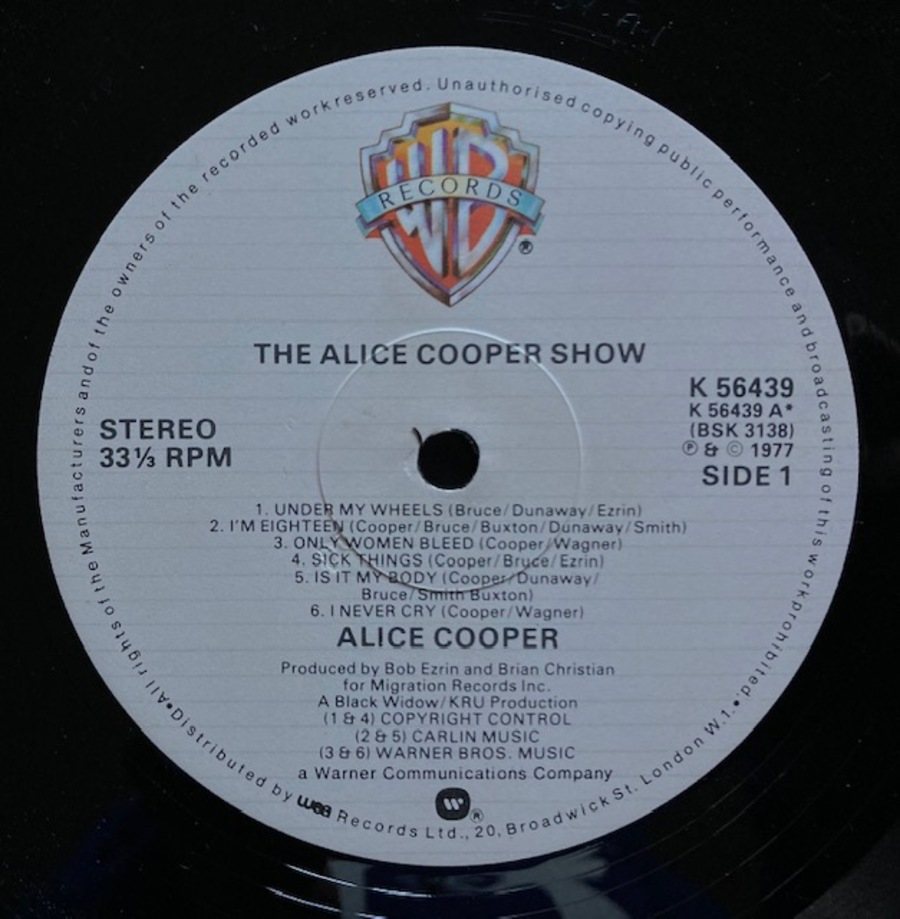 All rights of the Manufacturers and of the owners of the recorded work reserved. Unauthorised copying public performance and broadcasting of this work prohibited.
WB
RECORDS
®
THE ALICE COOPER SHOW
STEREO
33⅓ RPM
K 56439
K 56439 A*
(BSK 3138)
℗ & © 1977
SIDE 1
1. UNDER MY WHEELS (Bruce/Dunaway/Ezrin)
2. I'M EIGHTEEN (Cooper/Bruce/Buxton/Dunaway/Smith)
3. ONLY WOMEN BLEED (Cooper/Wagner)
4. SICK THINGS (Cooper/Bruce/Ezrin)
5. IS IT MY BODY (Cooper/Dunaway/
Bruce/Smith Buxton)
6. I NEVER CRY (Cooper/Wagner)
ALICE COOPER
Produced by Bob Ezrin and Brian Christian
for Migration Records Inc.
A Black Widow/KRU Production
(1 & 4) COPYRIGHT CONTROL
(2 & 5) CARLIN MUSIC
(3 & 6) WARNER BROS. MUSIC
a Warner Communications Company
®
•Distributed by wea Records Ltd., 20, Broadwick St. London W.1.•